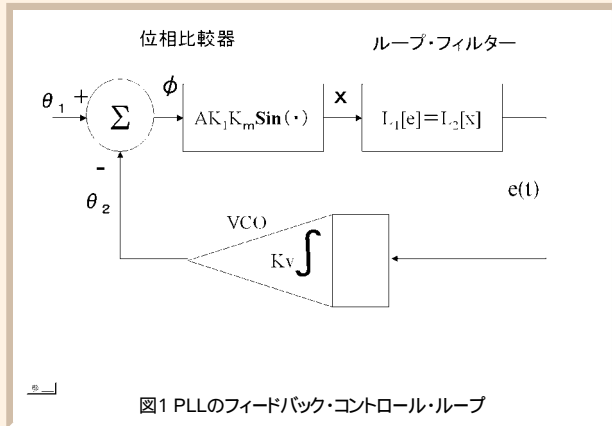 位相比較器
ループ・フィルター
θ1 + Σ Φ AK1KmSin(·) x L1[e]=L2[x]
-
θ2
e(t)
VCO
Kv∫
図1 PLLのフィードバック・コントロール・ループ